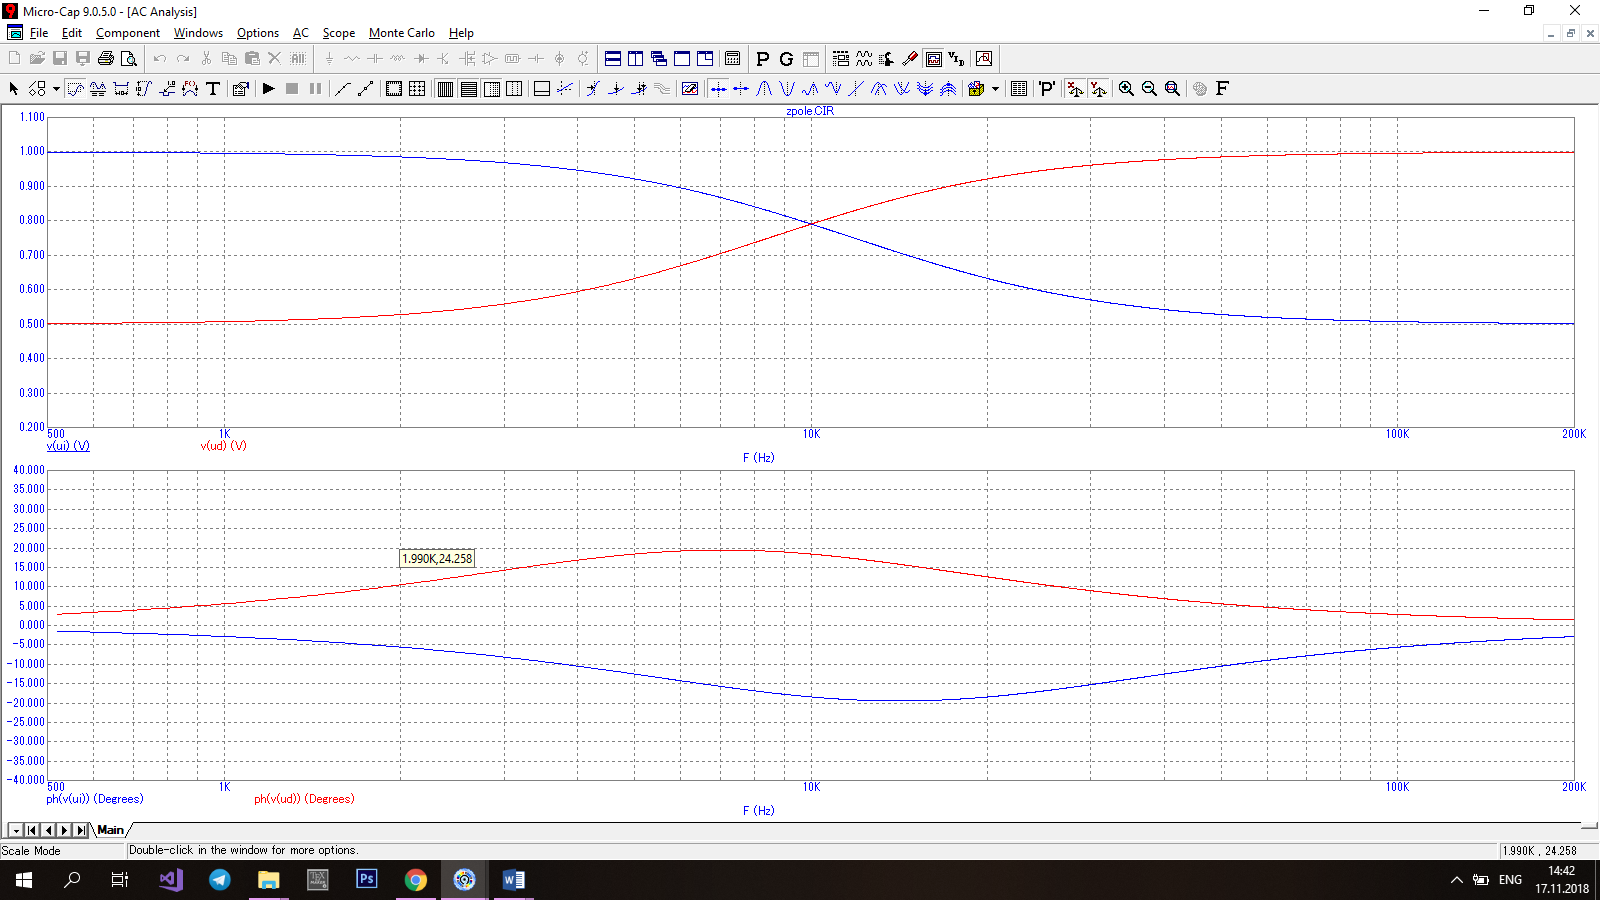 Micro-Cap 9.0.5.0 - [AC Analysis]
File Edit Component Windows Options AC Scope Monte Carlo Help
P G
T 'P' F
zpole.CIR
1.100
1.000
0.900
0.800
0.700
0.600
0.500
0.400
0.300
0.200
500 1K 10K 100K 200K
v(ui) (V) v(ud) (V)
F (Hz)
40.000
35.000
30.000
25.000
20.000
15.000
10.000
5.000
0.000
-5.000
-10.000
-15.000
-20.000
-25.000
-30.000
-35.000
-40.000
1.990K,24.258
500 1K 10K 100K 200K
ph(v(ui)) (Degrees) ph(v(ud)) (Degrees)
F (Hz)
Main
Scale Mode Double-click in the window for more options. 1.990K , 24.258
Ps ENG 14:42
17.11.2018